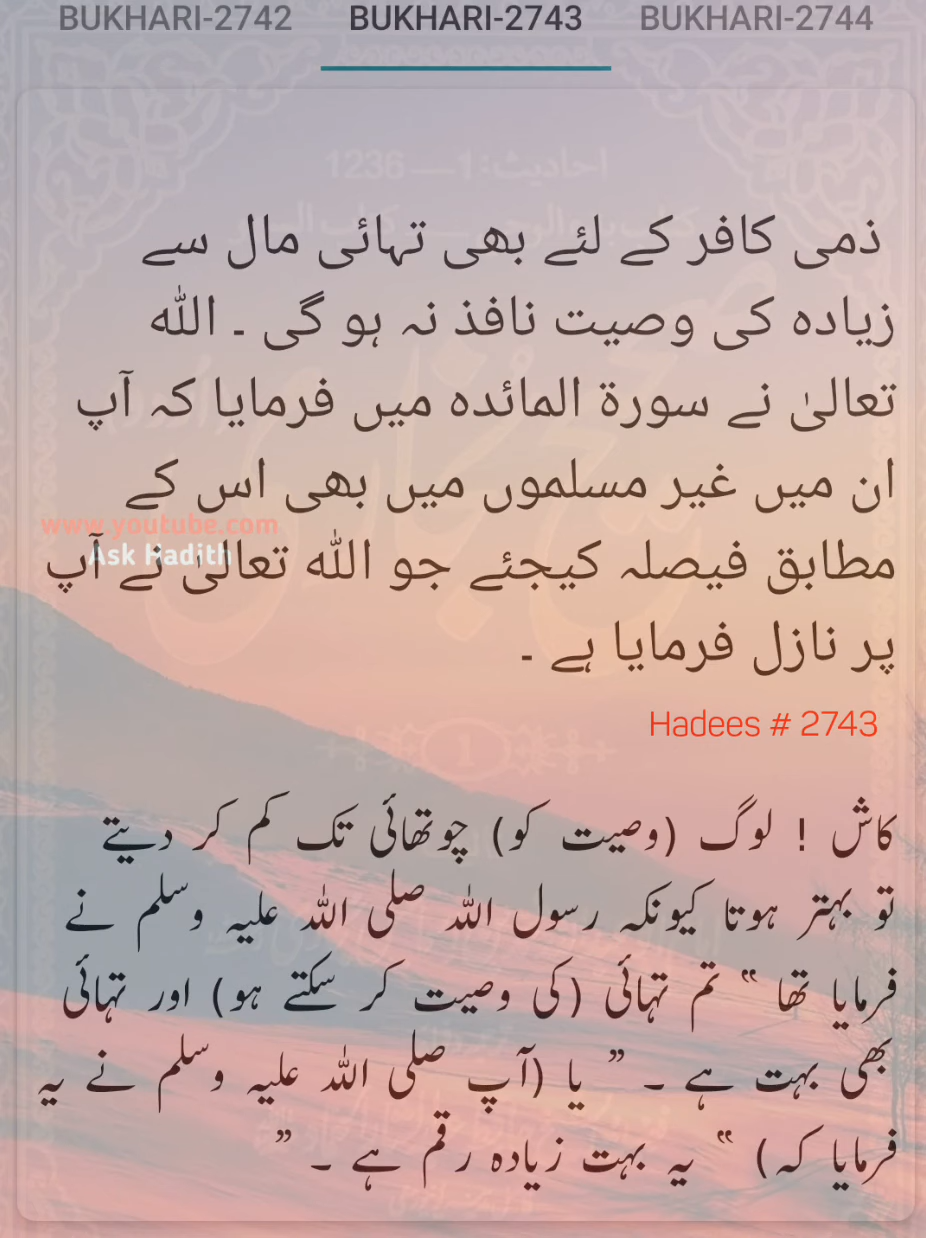 BUKHARI-2742 BUKHARI-2743 BUKHARI-2744
احادیث: 1 — 1236
ذمی کافر کے لئے بھی تہائی مال سے
زیادہ کی وصیت نافذ نہ ہو گی ۔ اللہ
تعالیٰ نے سورۃ المائدہ میں فرمایا کہ آپ
ان میں غیر مسلموں میں بھی اس کے
www.youtube.com
Ask Hadith
مطابق فیصلہ کیجئے جو اللہ تعالیٰ نے آپ
پر نازل فرمایا ہے ۔
Hadees # 2743
1
کاش ! لوگ (وصیت کو) چوتھائی تک کم کر دیتے
تو بہتر ہوتا کیونکہ رسول اللہ صلی اللہ علیہ وسلم نے
فرمایا تھا “ تم تہائی (کی وصیت کر سکتے ہو) اور تہائی
بھی بہت ہے ۔ ” یا (آپ صلی اللہ علیہ وسلم نے یہ
فرمایا کہ) “ یہ بہت زیادہ رقم ہے ۔ ”